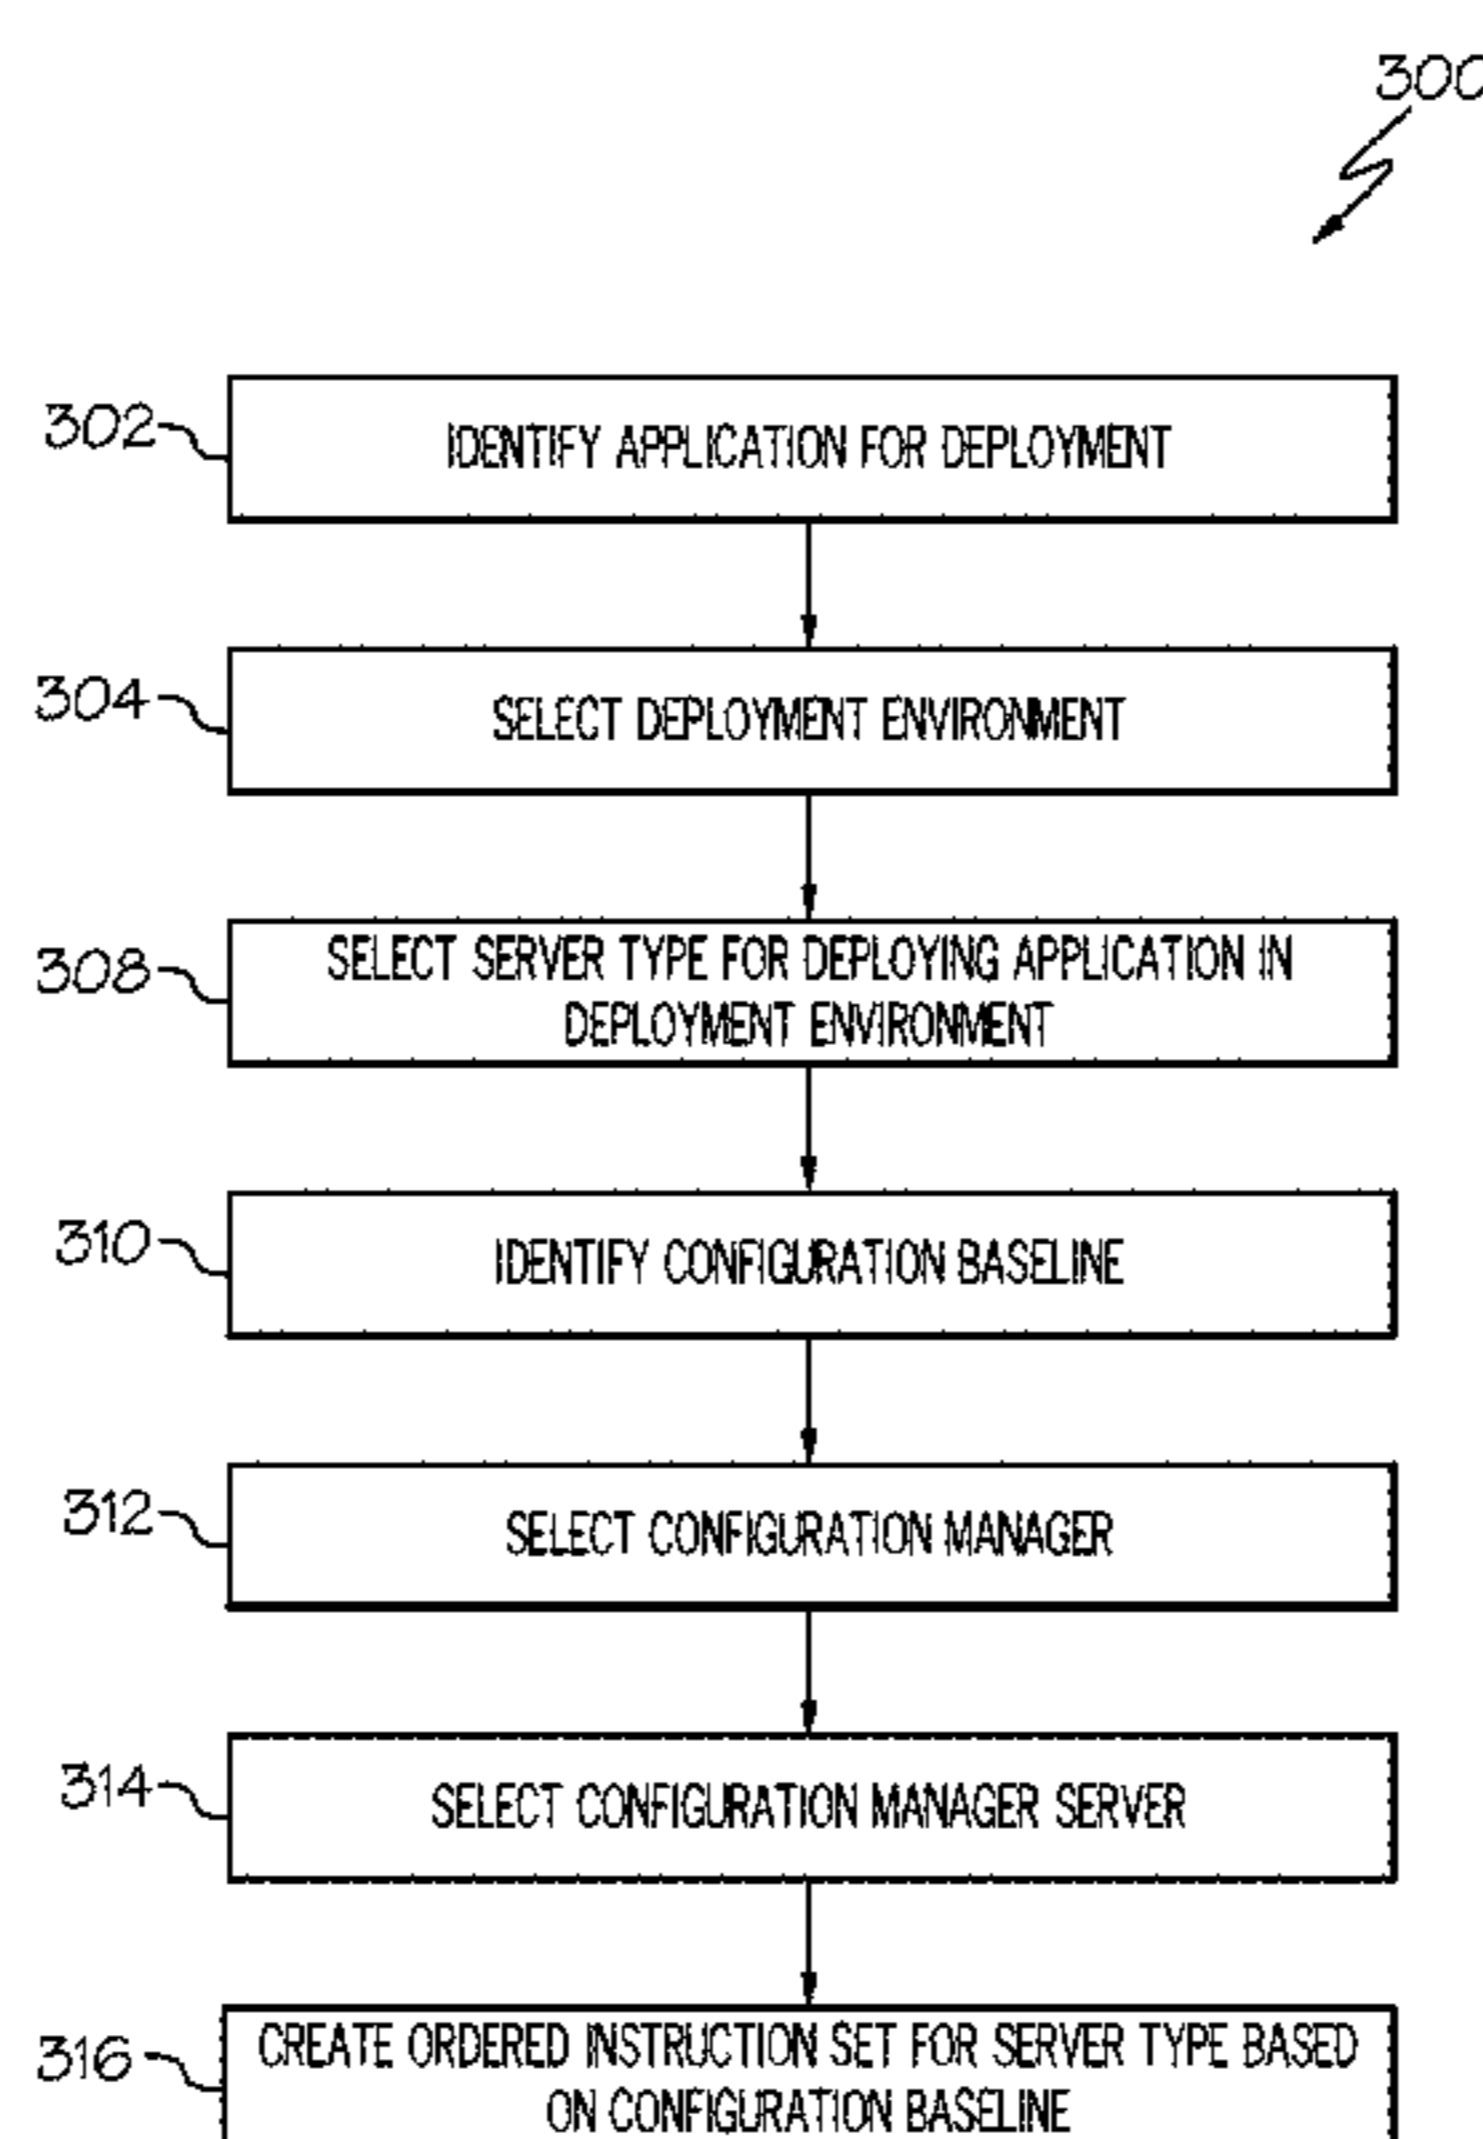 300
302
IDENTIFY APPLICATION FOR DEPLOYMENT
304
SELECT DEPLOYMENT ENVIRONMENT
308
SELECT SERVER TYPE FOR DEPLOYING APPLICATION IN
DEPLOYMENT ENVIRONMENT
310
IDENTIFY CONFIGURATION BASELINE
312
SELECT CONFIGURATION MANAGER
314
SELECT CONFIGURATION MANAGER SERVER
316
CREATE ORDERED INSTRUCTION SET FOR SERVER TYPE BASED
ON CONFIGURATION BASELINE